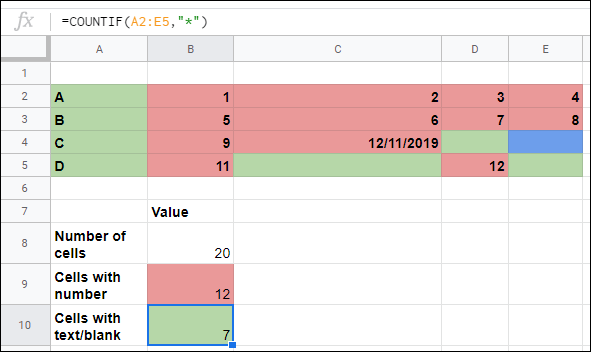 fx =COUNTIF(A2:E5,"*")
A B C D E
1
2 A 1 2 3 4
3 B 5 6 7 8
4 C 9 12/11/2019
5 D 11 12
6
7 Value
8 Number of
cells 20
9 Cells with
number 12
10 Cells with
text/blank 7